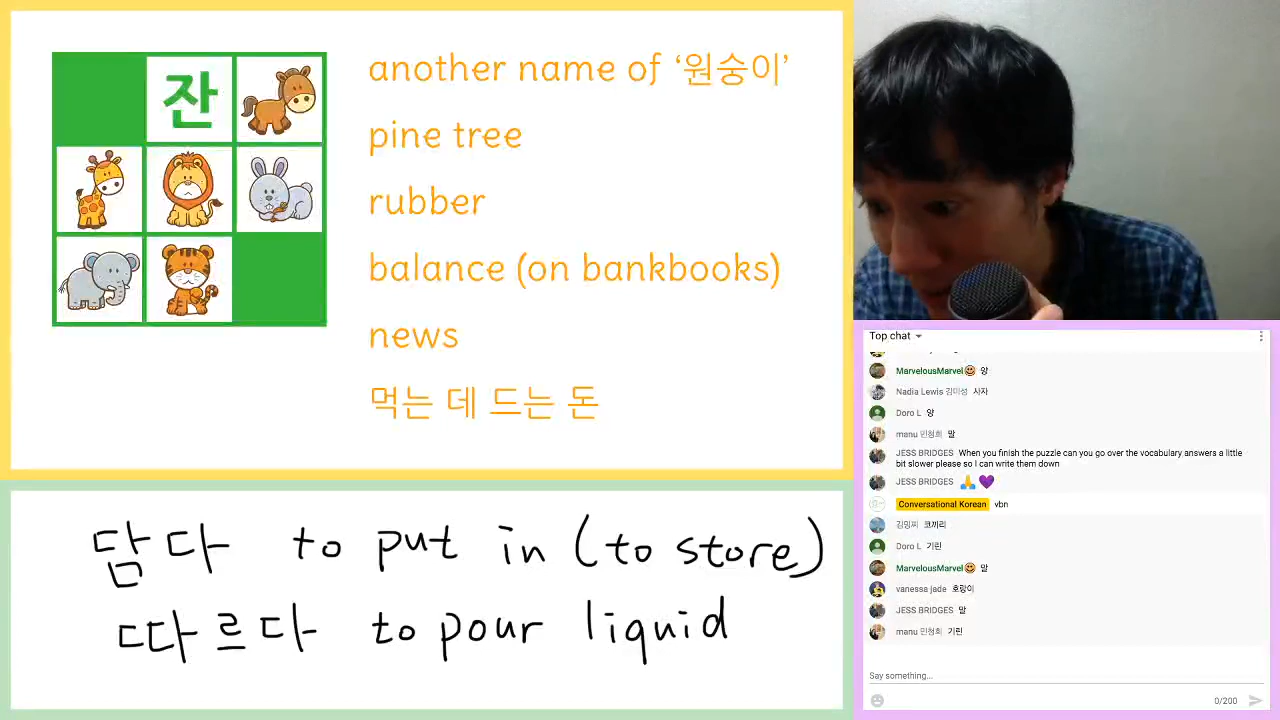 잔
another name of ‘원숭이’
pine tree
rubber
balance (on bankbooks)
news
먹는 데 드는 돈
담다 to put in (to store)
따르다 to pour liquid
Top chat
MarvelousMarvel 양
Nadia Lewis 김미성 사자
Doro L 양
manu 민청희 말
JESS BRIDGES When you finish the puzzle can you go over the vocabulary answers a little
bit slower please so I can write them down
JESS BRIDGES
Conversational Korean vbn
김밍찌 코끼리
Doro L 기린
MarvelousMarvel 말
vanessa jade 호랑이
JESS BRIDGES 말
manu 민청희 기린
Say something...
0/200